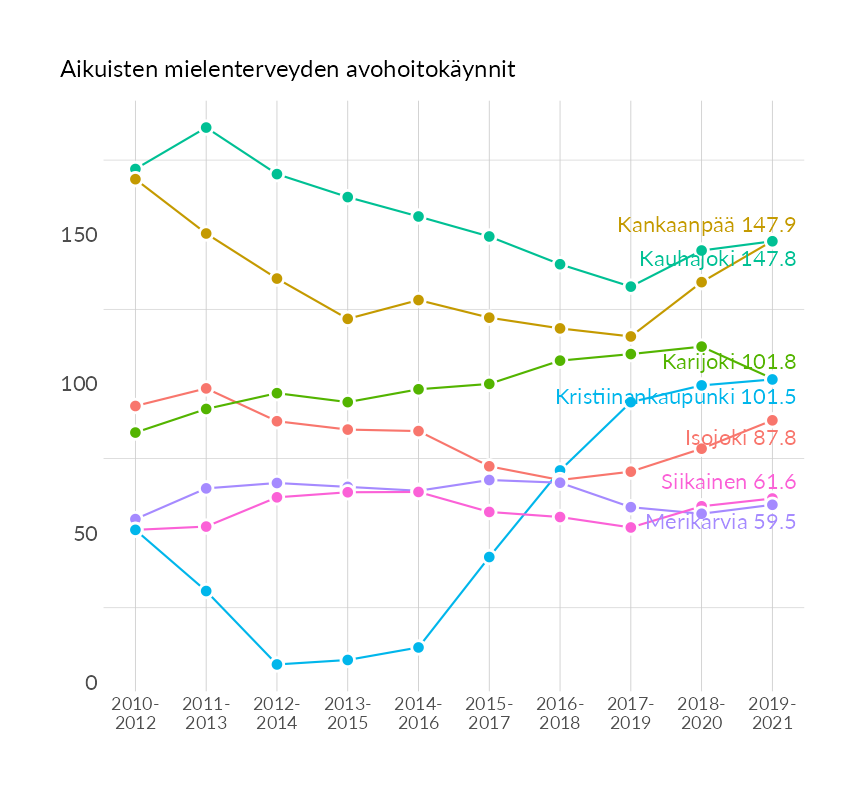 Aikuisten mielenterveyden avohoitokäynnit
Kankaanpää 147.9
150
Kauhajoki 147.8
Karijoki 101.8
100
Kristiinankaupunki 101.5
Isojoki 87.8
Siikainen 61.6
Merikarvia 59.5
50
0
2010- 2011- 2012- 2013- 2014- 2015- 2016- 2017- 2018- 2019-
2012 2013 2014 2015 2016 2017 2018 2019 2020 2021